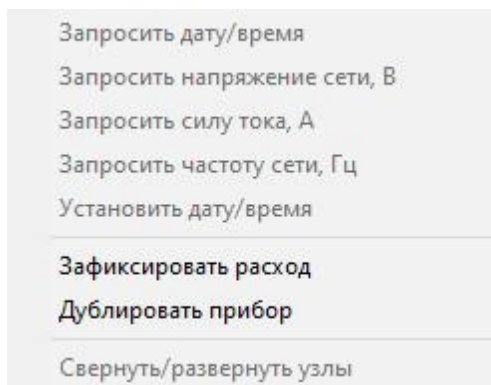 Запросить дату/время
Запросить напряжение сети, В
Запросить силу тока, А
Запросить частоту сети, Гц
Установить дату/время
Зафиксировать расход
Дублировать прибор
Свернуть/развернуть узлы